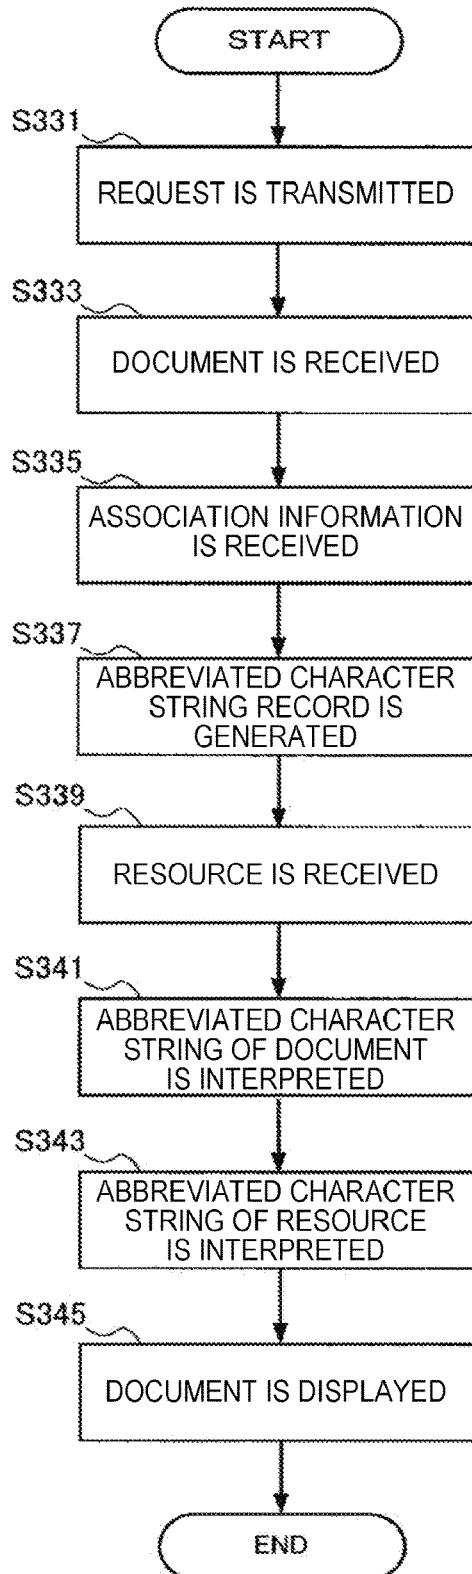 START
S331
REQUEST IS TRANSMITTED
S333
DOCUMENT IS RECEIVED
S335
ASSOCIATION INFORMATION
IS RECEIVED
S337
ABBREVIATED CHARACTER
STRING RECORD IS
GENERATED
S339
RESOURCE IS RECEIVED
S341
ABBREVIATED CHARACTER
STRING OF DOCUMENT
IS INTERPRETED
S343
ABBREVIATED CHARACTER
STRING OF RESOURCE
IS INTERPRETED
S345
DOCUMENT IS DISPLAYED
END